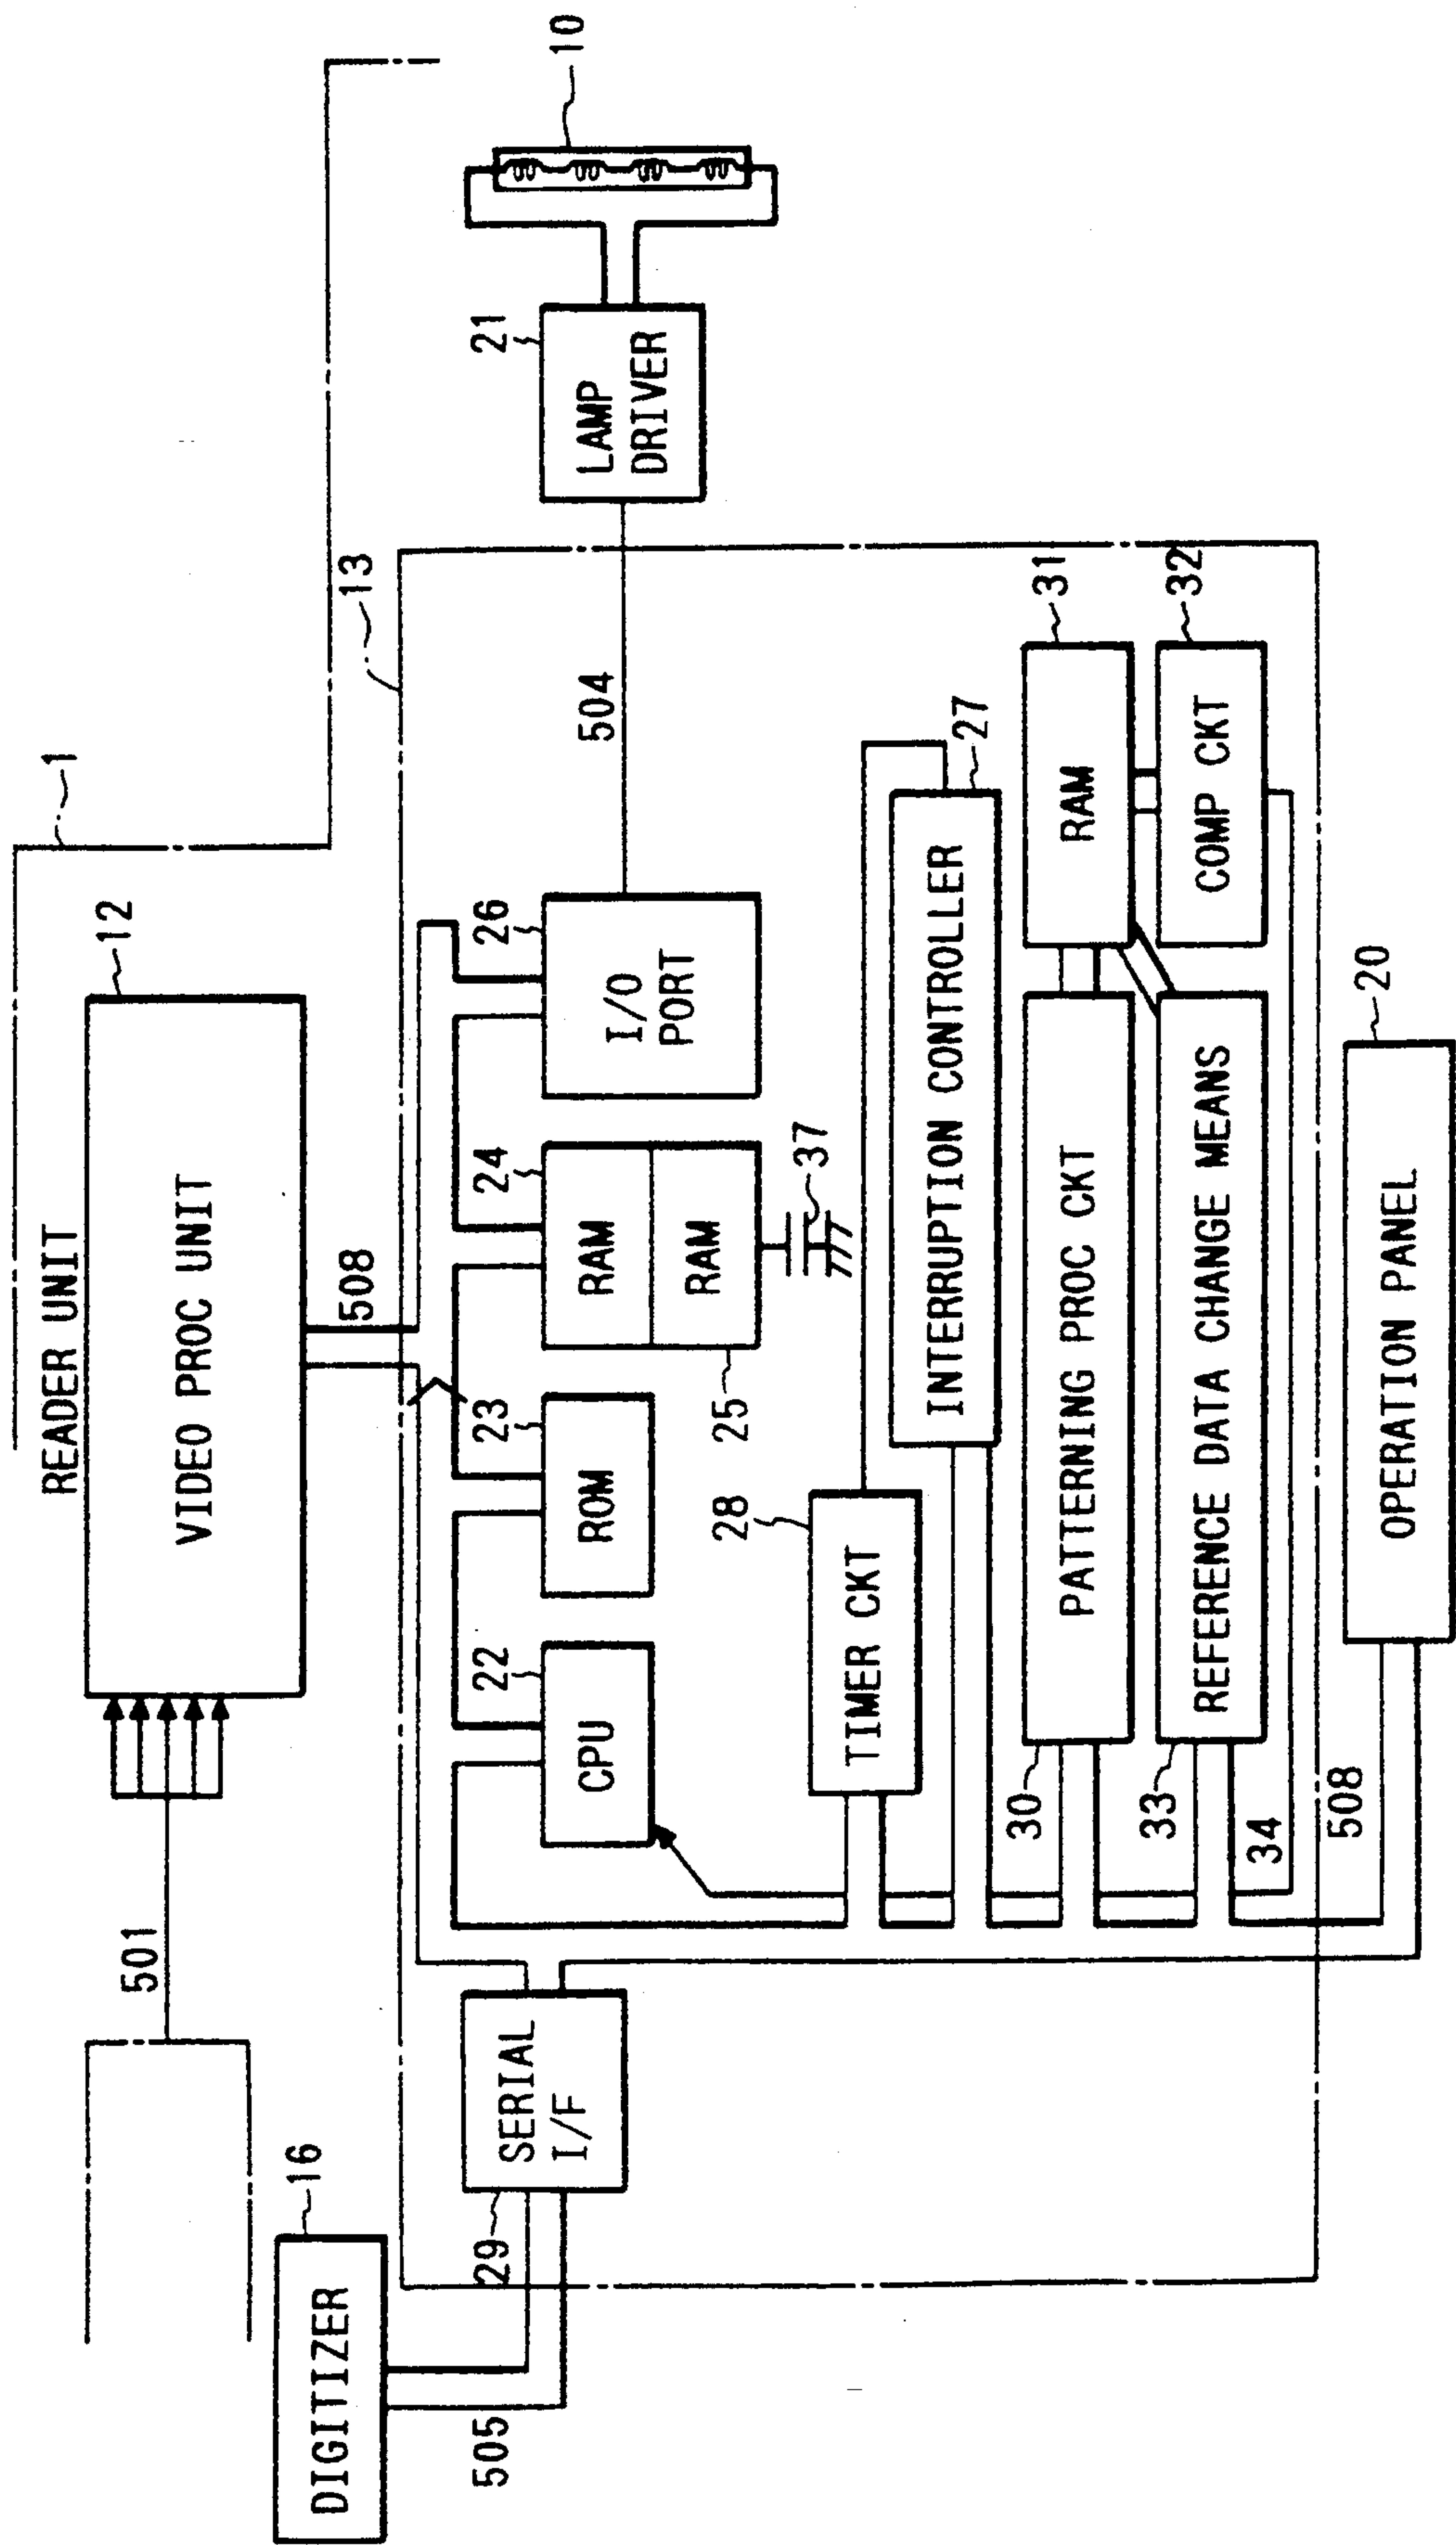 1
READER UNIT
12
VIDEO PROC UNIT
501
508
10
21
LAMP
DRIVER
13
504
16
DIGITIZER
505
29
SERIAL
I/F
22
CPU
23
ROM
24
RAM
RAM
25
37
26
I/O
PORT
28
TIMER CKT
27
INTERRUPTION CONTROLLER
30
PATTERNING PROC CKT
31
RAM
33
REFERENCE DATA CHANGE MEANS
32
COMP CKT
34
508
20
OPERATION PANEL